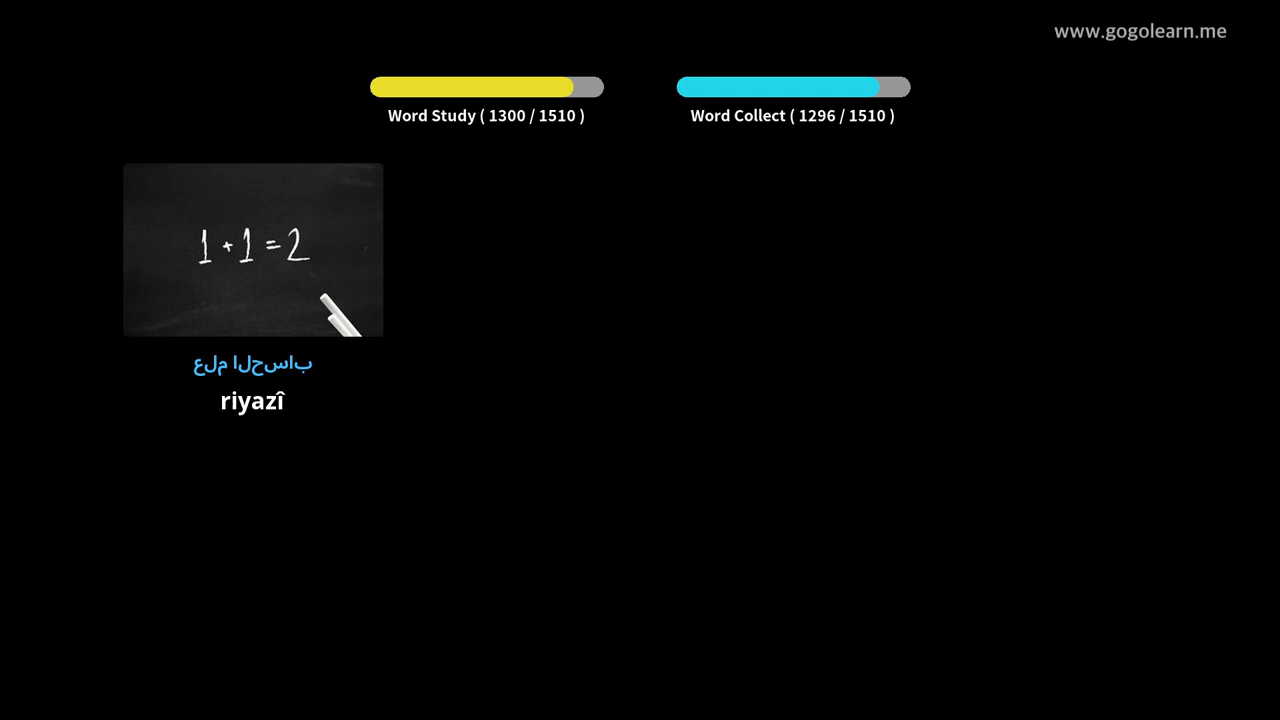 www.gogolearn.me
Word Study ( 1300 / 1510 )
Word Collect ( 1296 / 1510 )
1 + 1 = 2
علم الحساب
riyazî